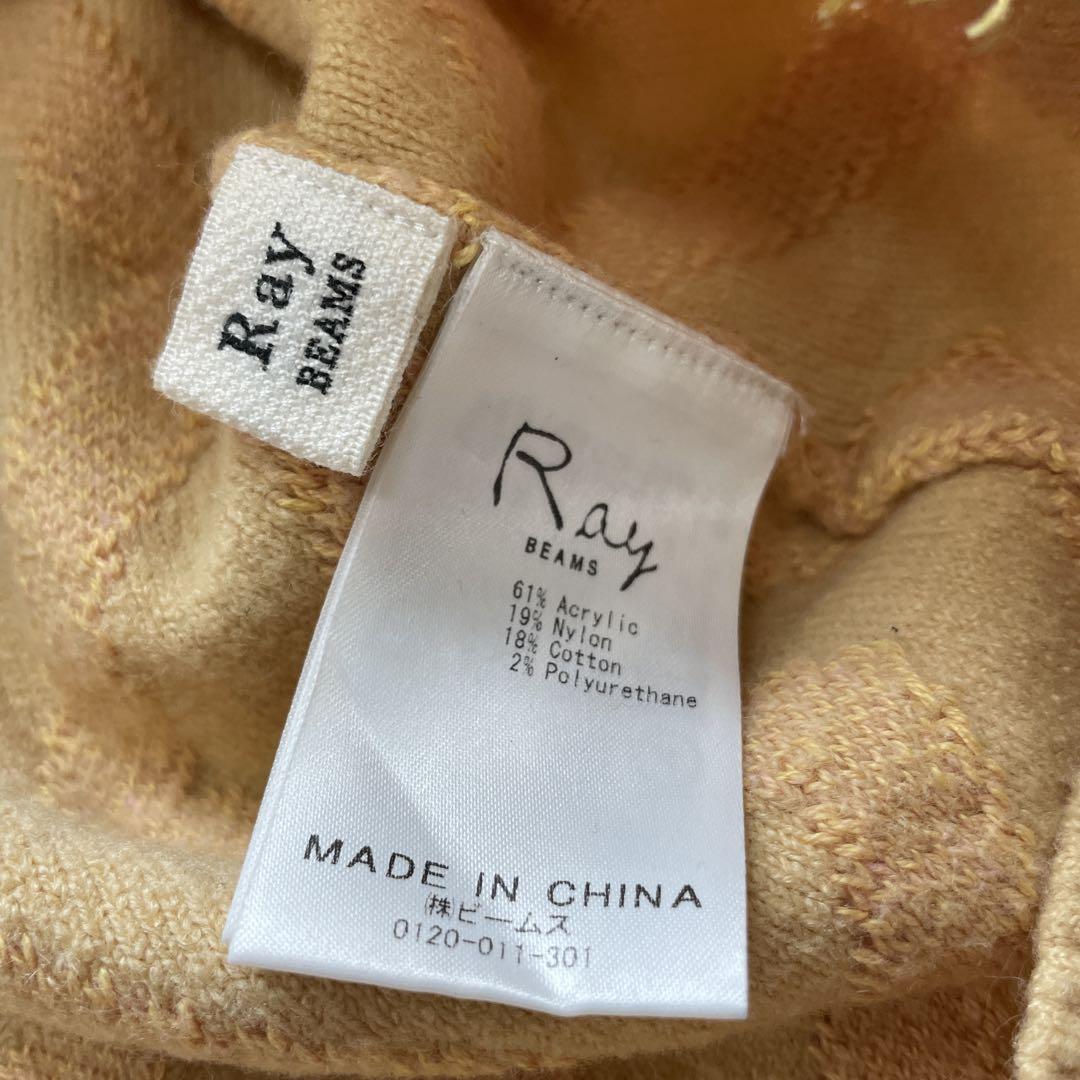 Ray
BEAMS
Ray
BEAMS
61% Acrylic
19% Nylon
18% Cotton
2% Polyurethane
MADE IN CHINA
㈱ビームス
0120-011-301